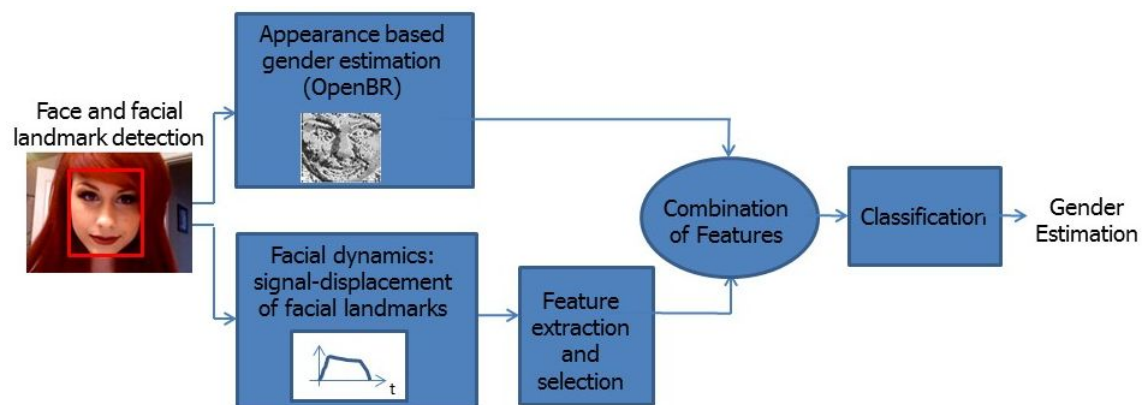 Appearance based
gender estimation
(OpenBR)
Face and facial
landmark detection
Facial dynamics:
signal-displacement
of facial landmarks
t
Feature
extraction
and
selection
Combination
of Features
Classification
Gender
Estimation